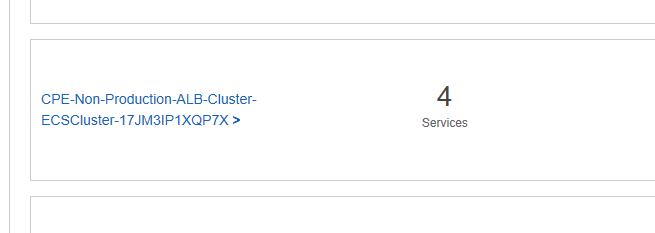 CPE-Non-Production-ALB-Cluster-
ECSCluster-17JM3IP1XQP7X >
4
Services